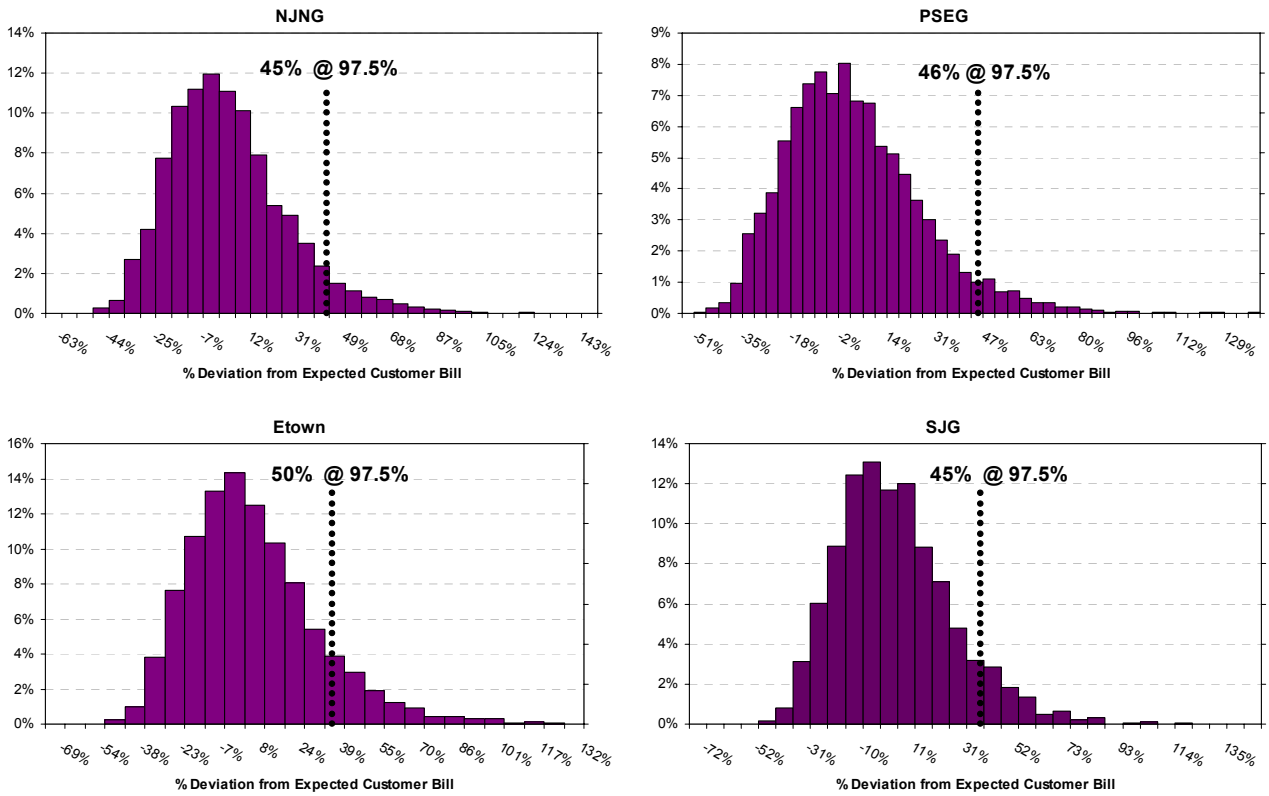 NJNG
14%
12%
10%
8%
6%
4%
2%
0%
45% @ 97.5%
-63% -44% -25% -7% 12% 31% 49% 68% 87% 105% 124% 143%
% Deviation from Expected Customer Bill
PSEG
9%
8%
7%
6%
5%
4%
3%
2%
1%
0%
46% @ 97.5%
-51% -35% -18% -2% 14% 31% 47% 63% 80% 96% 112% 129%
% Deviation from Expected Customer Bill
Etown
16%
14%
12%
10%
8%
6%
4%
2%
0%
50% @ 97.5%
-69% -54% -38% -23% -7% 8% 24% 39% 55% 70% 86% 101% 117% 132%
% Deviation from Expected Customer Bill
SJG
14%
12%
10%
8%
6%
4%
2%
0%
45% @ 97.5%
-72% -52% -31% -10% 11% 31% 52% 73% 93% 114% 135%
% Deviation from Expected Customer Bill